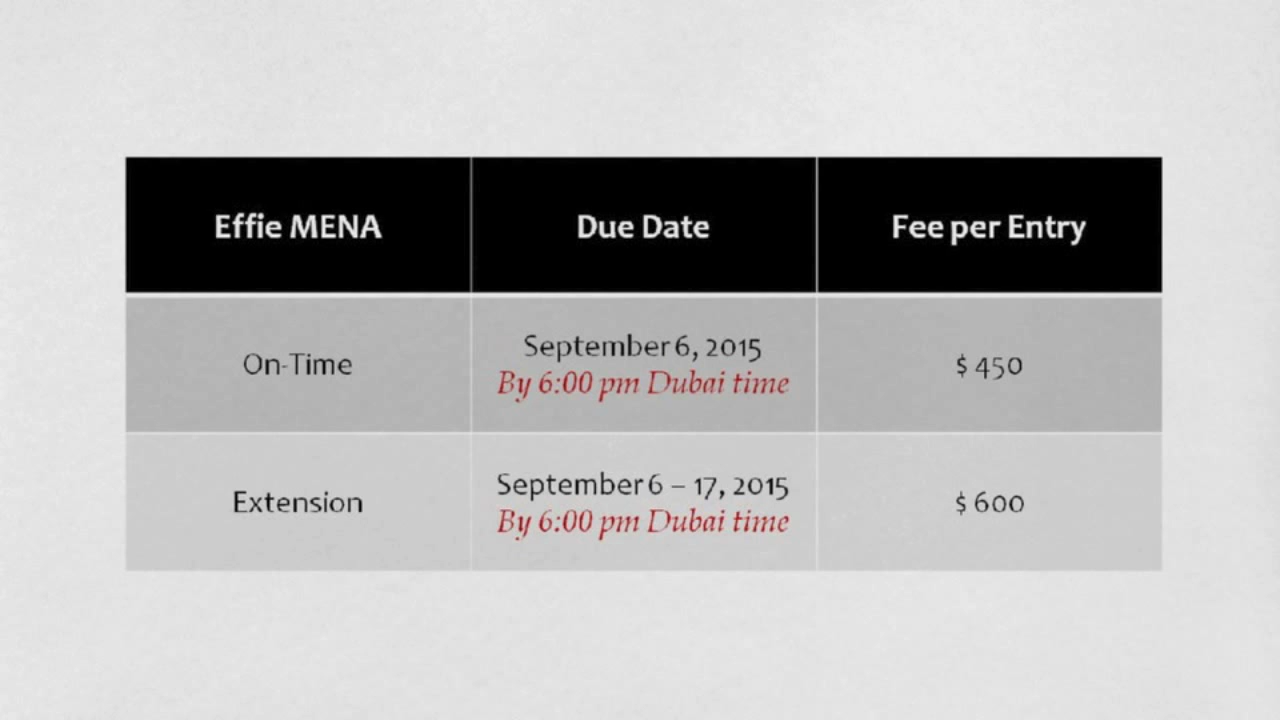 Effie MENA
Due Date
Fee per Entry
On-Time
September 6, 2015
By 6:00 pm Dubai time
$ 450
Extension
September 6 – 17, 2015
By 6:00 pm Dubai time
$ 600